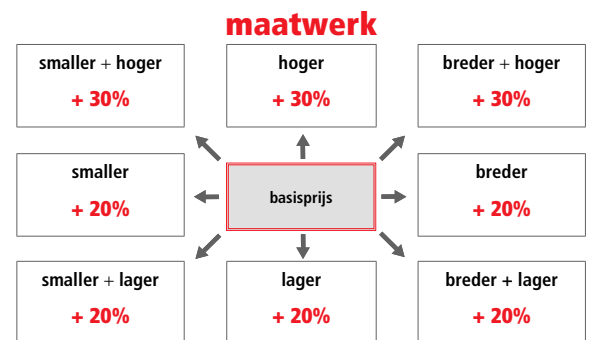 maatwerk
smaller + hoger
+ 30%
hoger
+ 30%
breder + hoger
+ 30%
smaller
+ 20%
basisprijs
breder
+ 20%
smaller + lager
+ 20%
lager
+ 20%
breder + lager
+ 20%